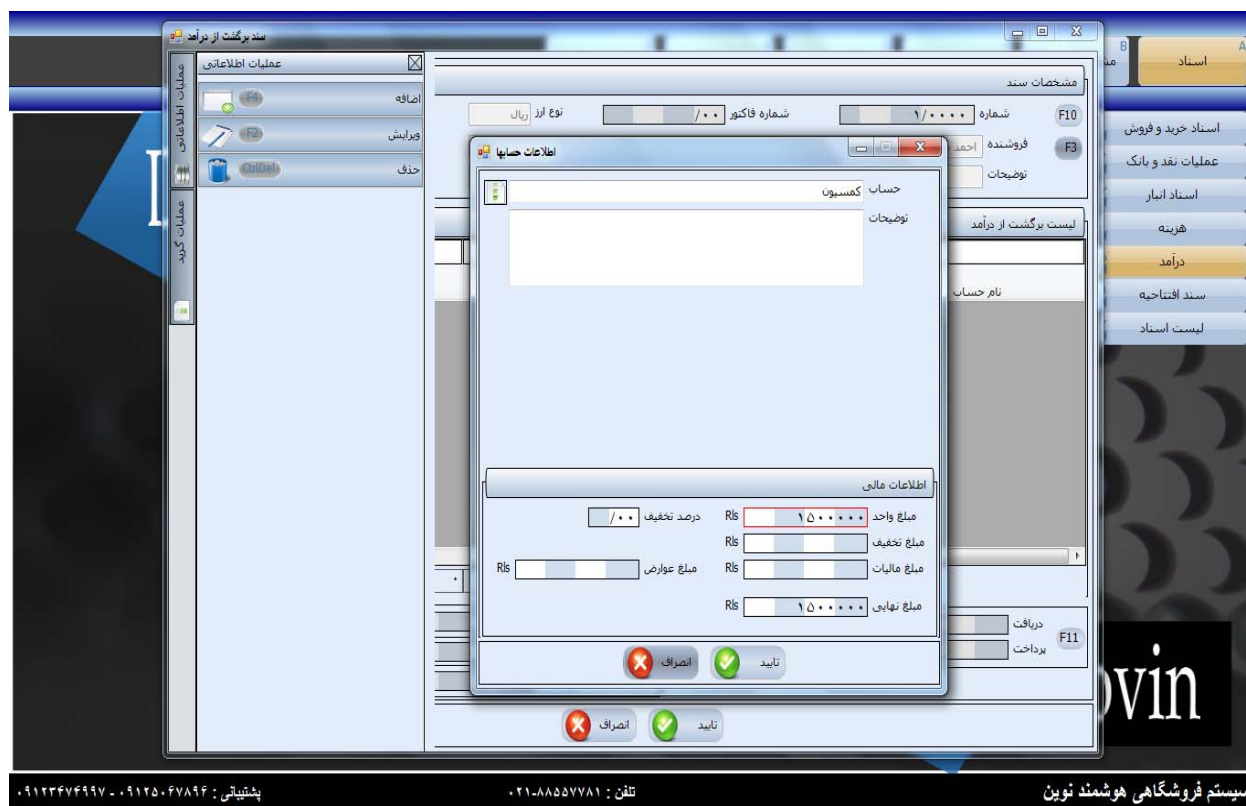 سند برگشت از درآمد
A
اسناد
B
اسناد خرید و فروش
عملیات نقد و بانک
اسناد انبار
هزینه
درآمد
سند افتتاحیه
لیست اسناد
عملیات اطلاعاتی
عملیات اطلاعاتی
عملیات گرید
اضافه F4
ویرایش F2
حذف CtrlDel
مشخصات سند
F10 شماره ۱/۰۰۰۰ شماره فاکتور /۰۰ نوع ارز ریال
F3 فروشنده احمد
توضیحات
لیست برگشت از درآمد
نام حساب
اطلاعات حسابها
حساب کمسیون
توضیحات
اطلاعات مالی
مبلغ واحد ۱۵۰۰۰۰۰ Rls درصد تخفیف /۰۰
مبلغ تخفیف Rls
مبلغ مالیات Rls مبلغ عوارض Rls
مبلغ نهایی ۱۵۰۰۰۰۰ Rls
تایید انصراف
F11 دریافت
پرداخت
تایید انصراف
ovin
سیستم فروشگاهی هوشمند نوین
تلفن : ۰۲۱-۸۸۵۵۷۷۸۱
پشتیبانی : ۰۹۱۲۵۰۶۷۸۹۶ - ۰۹۱۲۳۴۷۴۹۹۷